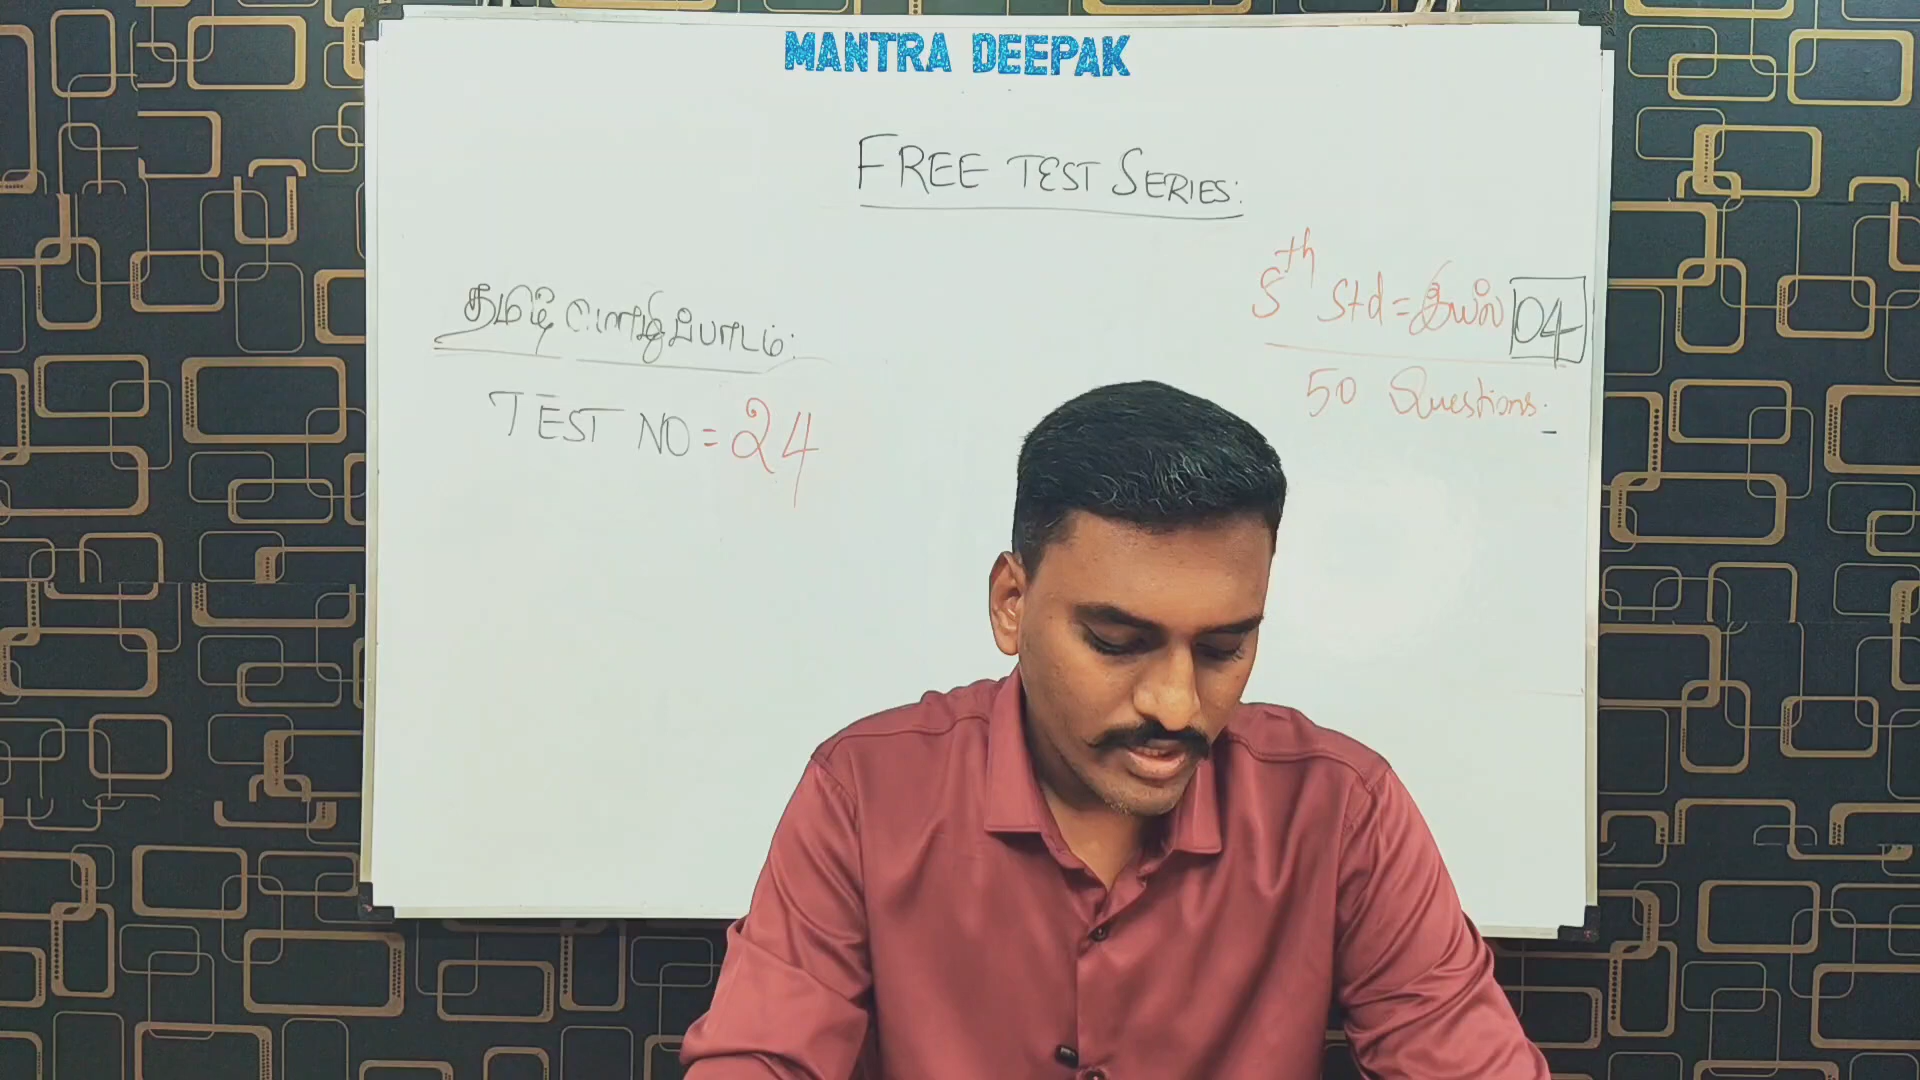 MANTRA DEEPAK
FREE TEST SERIES:
தமிழ் மொழிப்பாடம்:
TEST NO = 24
5th Std = இயல் 04
50 Questions.